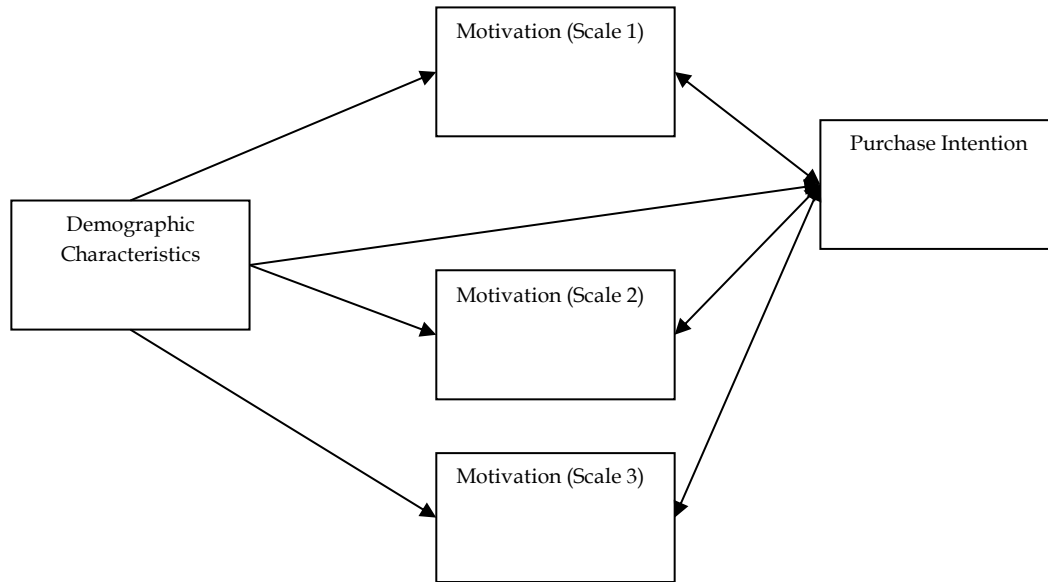 Motivation (Scale 1)
Purchase Intention
Demographic
Characteristics
Motivation (Scale 2)
Motivation (Scale 3)